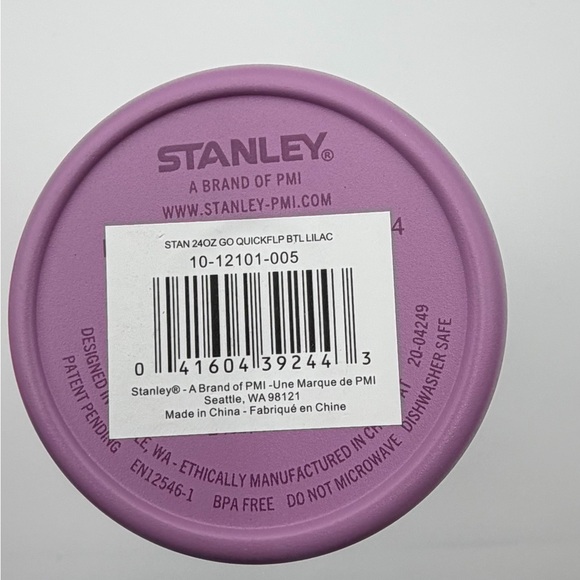 STANLEY®
A BRAND OF PMI
WWW.STANLEY-PMI.COM
4
STAN 24OZ GO QUICKFLP BTL LILAC
10-12101-005
0 41604 39244 3
Stanley® - A Brand of PMI -Une Marque de PMI
Seattle, WA 98121
Made in China - Fabriqué en Chine
DESIGNED IN LE, WA - ETHICALLY MANUFACTURED IN CH AT 20-04249
PATENT PENDING EN12546-1 BPA FREE DO NOT MICROWAVE DISHWASHER SAFE